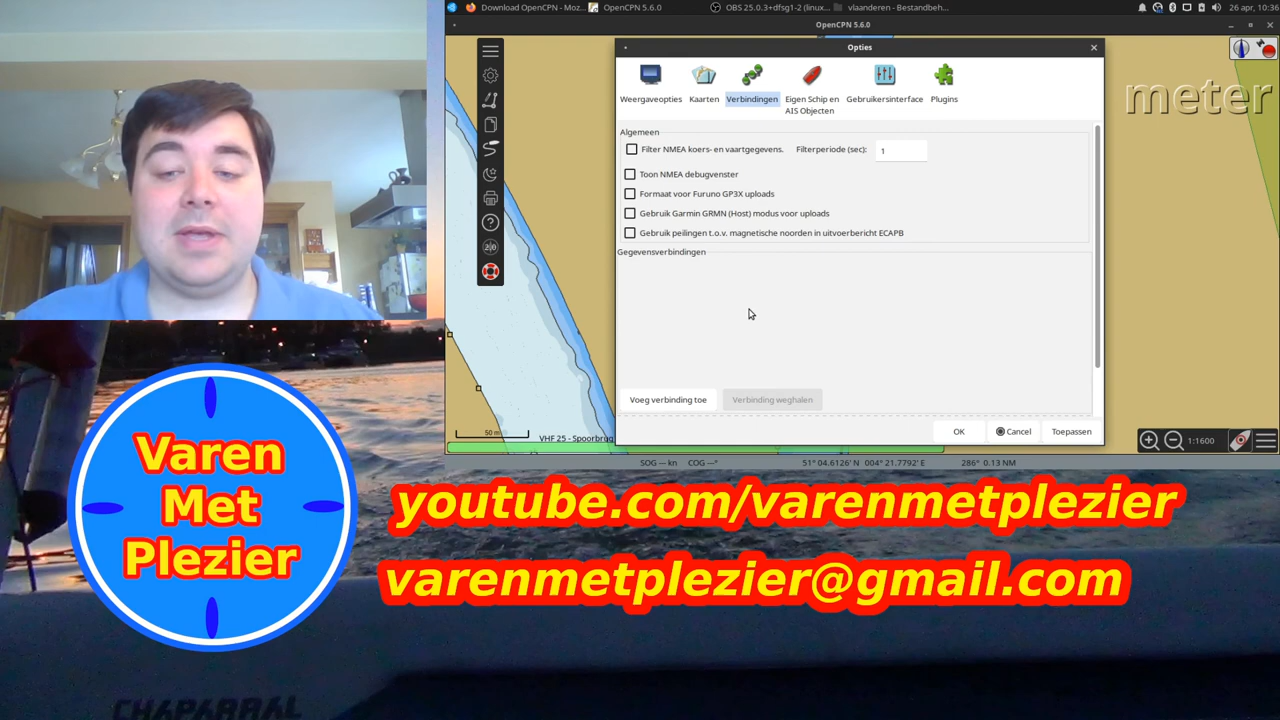 Download OpenCPN - Moz...
OpenCPN 5.6.0
OBS 25.0.3+dfsg1-2 (linux...
vlaanderen - Bestandbeh...
26 apr, 10:36
OpenCPN 5.6.0
Opties
Weergaveopties
Kaarten
Verbindingen
Eigen Schip en
AIS Objecten
Gebruikersinterface
Plugins
meter
Algemeen
Filter NMEA koers- en vaartgegevens.
Filterperiode (sec):
1
Toon NMEA debugvenster
Formaat voor Furuno GP3X uploads
Gebruik Garmin GRMN (Host) modus voor uploads
Gebruik peilingen t.o.v. magnetische noorden in uitvoerbericht ECAPB
Gegevensverbindingen
Voeg verbinding toe
Verbinding weghalen
OK
Cancel
Toepassen
50 m
VHF 25 - Spoorbrug
1:1600
SOG --- kn COG ---°
51° 04.6126' N 004° 21.7792' E
286° 0.13 NM
Varen
Met
Plezier
youtube.com/varenmetplezier
varenmetplezier@gmail.com
CHAPARRAL